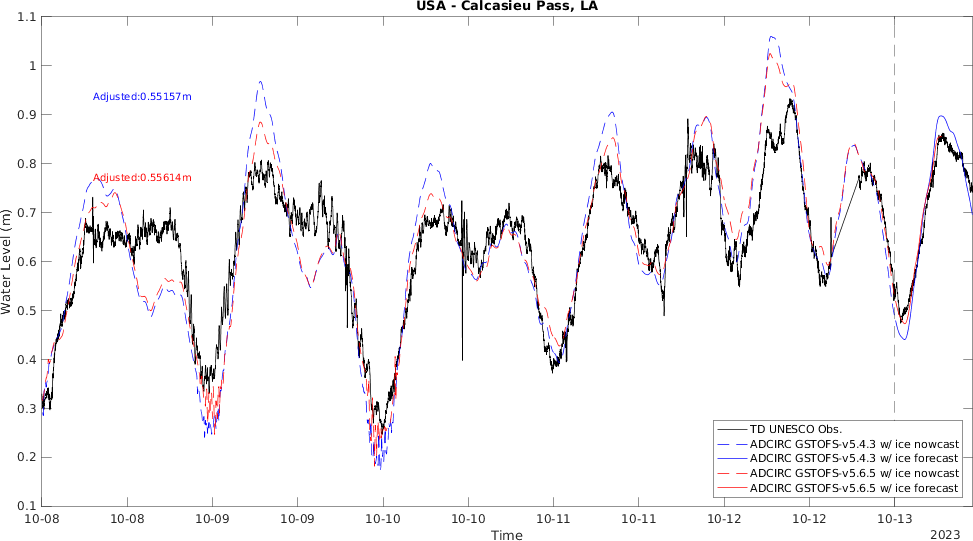 USA - Calcasieu Pass, LA
1.1
1
0.9
0.8
0.7
0.6
0.5
0.4
0.3
0.2
0.1
Water Level (m)
Adjusted:0.55157m
Adjusted:0.55614m
TD UNESCO Obs.
ADCIRC GSTOFS-v5.4.3 w/ ice nowcast
ADCIRC GSTOFS-v5.4.3 w/ ice forecast
ADCIRC GSTOFS-v5.6.5 w/ ice nowcast
ADCIRC GSTOFS-v5.6.5 w/ ice forecast
10-08 10-08 10-09 10-09 10-10 10-10 10-11 10-11 10-12 10-12 10-13
Time
2023